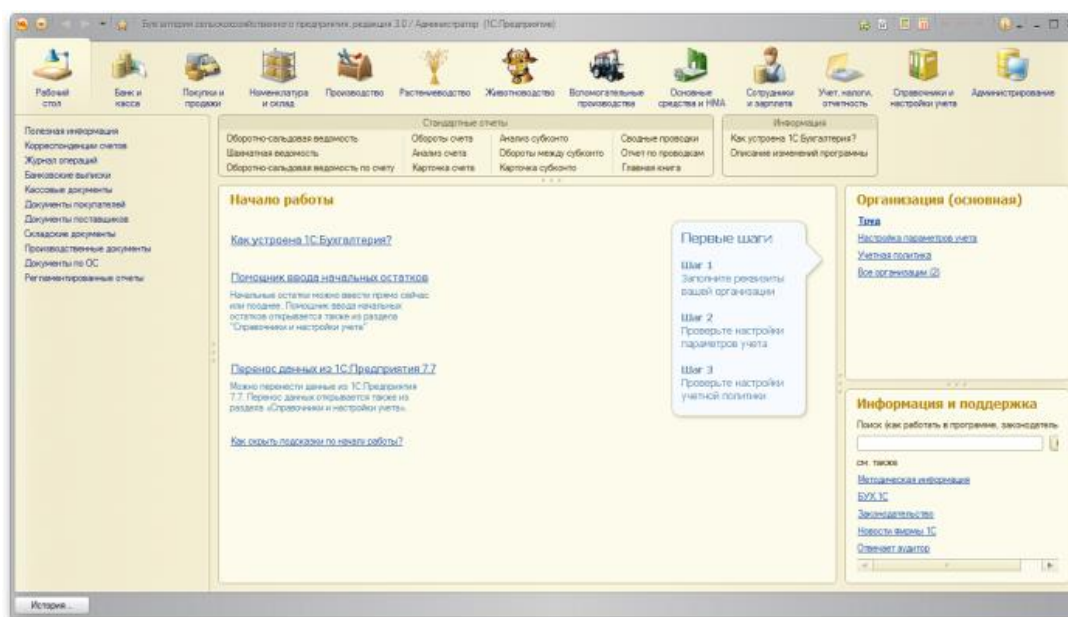 Бухгалтерия сельскохозяйственного предприятия, редакция 3.0 / Администратор (1С:Предприятие)
Рабочий стол
Банк и касса
Покупки и продажи
Номенклатура и склад
Производство
Растениеводство
Животноводство
Вспомогательные производства
Основные средства и НМА
Сотрудники и зарплата
Учет, налоги, отчетность
Справочники и настройки учета
Администрирование
Полезная информация
Корреспонденции счетов
Журнал операций
Банковские выписки
Кассовые документы
Документы покупателей
Документы поставщиков
Складские документы
Производственные документы
Документы по ОС
Регламентированные отчеты
Стандартные отчеты
Оборотно-сальдовая ведомость
Шахматная ведомость
Оборотно-сальдовая ведомость по счету
Обороты счета
Анализ счета
Карточка счета
Анализ субконто
Обороты между субконто
Карточка субконто
Сводные проводки
Отчет по проводкам
Главная книга
Информация
Как устроена 1С:Бухгалтерия?
Описание изменений программы
Начало работы
Как устроена 1С:Бухгалтерия?
Помощник ввода начальных остатков
Начальные остатки можно ввести прямо сейчас
или позднее. Помощник ввода начальных
остатков открывается также из раздела
"Справочники и настройки учета"
Перенос данных из 1С:Предприятия 7.7
Можно перенести данные из 1С:Предприятия
7.7. Перенос данных открывается также из
раздела «Справочники и настройки учета».
Как скрыть подсказки по началу работы?
Первые шаги
Шаг 1
Заполните реквизиты
вашей организации
Шаг 2
Проверьте настройки
параметров учета
Шаг 3
Проверьте настройки
учетной политики
Организация (основная)
Настройка параметров учета
Учетная политика
Все организации (2)
Информация и поддержка
Поиск (как работать в программе, законодатель
см. также
Методическая информация
БУХ.1С
Законодательство
Новости фирмы 1С
Отвечает аудитор
История...